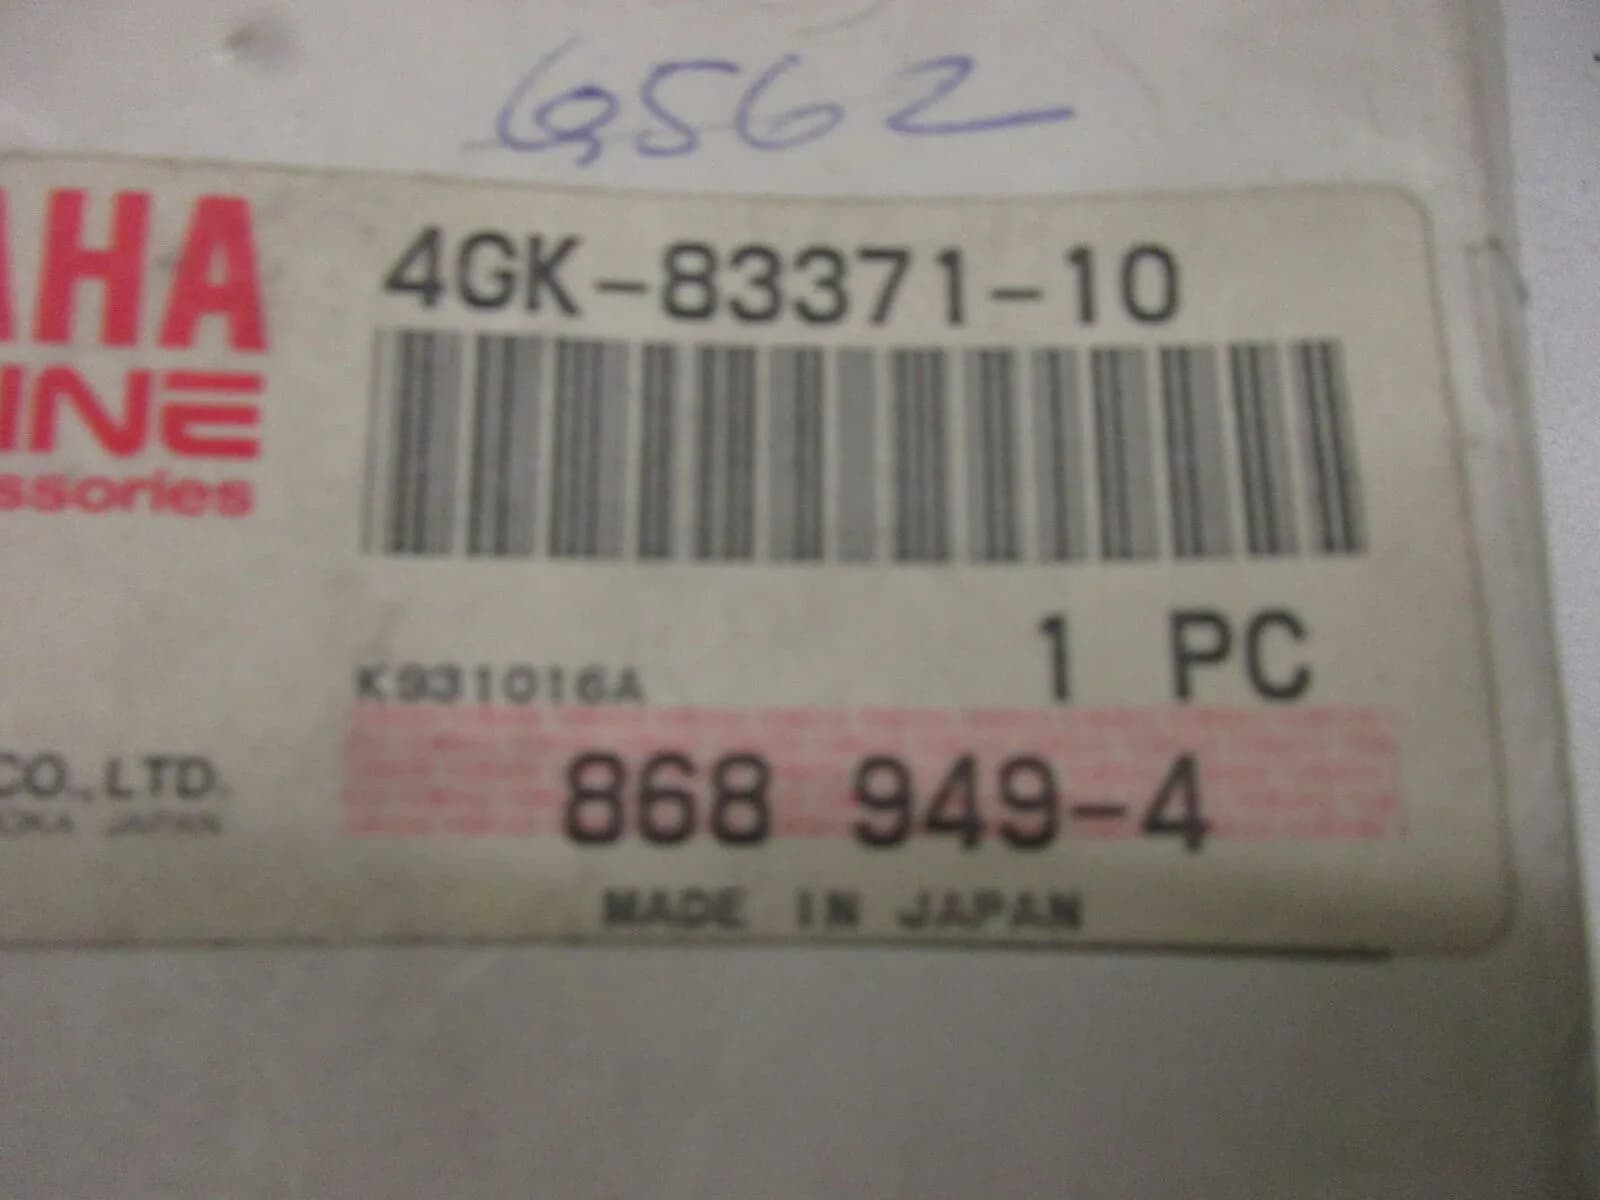 6562
AHA
4GK-83371-10
INE
ssories
1 PC
K931016A
CO.,LTD.
OKA JAPAN
868 949-4
MADE IN JAPAN